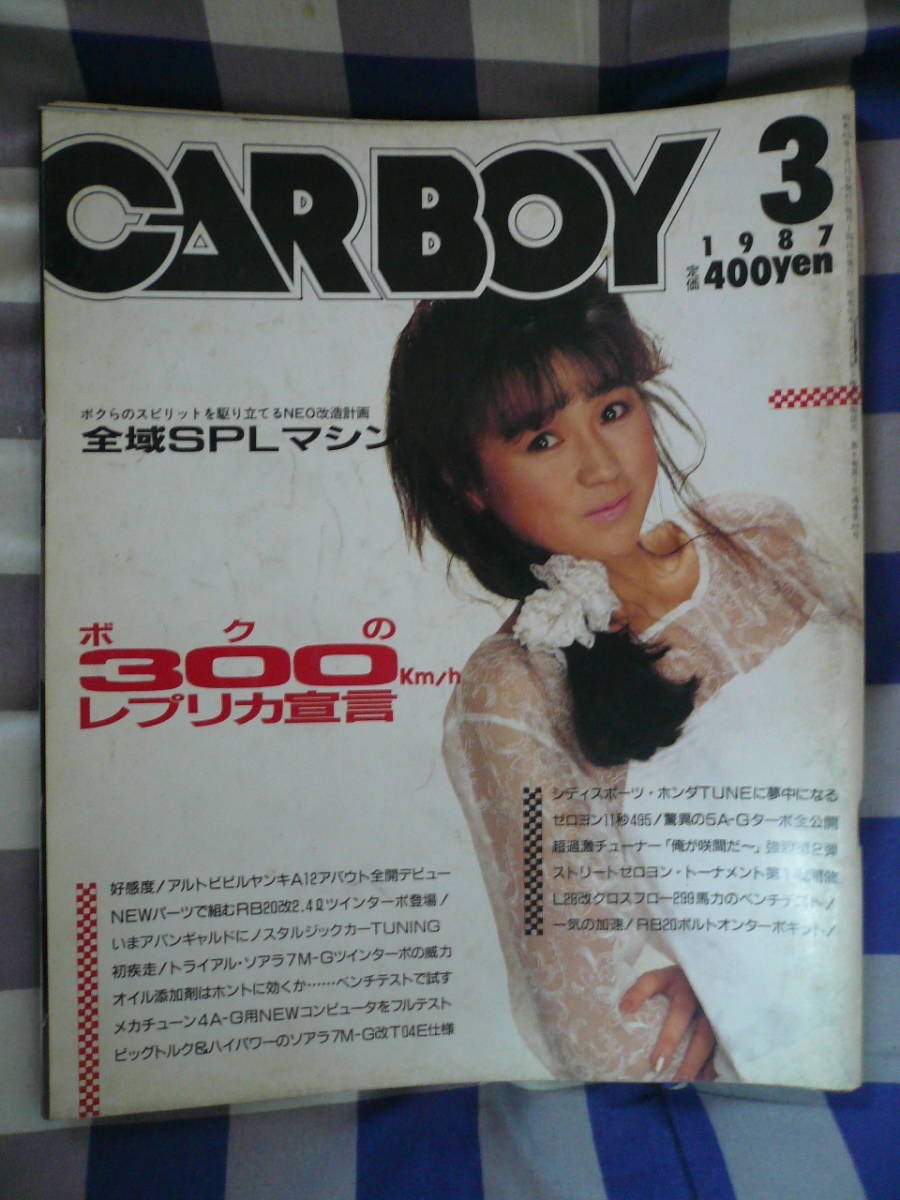 CARBOY
3
1987
定価
400yen
ボクらのスピリットを駆り立てるNEO改造計画
全域SPLマシン
ボクの
300Km/h
レプリカ宣言
シティスポーツ・ホンダTUNEに夢中になる
ゼロヨン11秒495!驚異の5A-Gターボ全公開
超過激チューナー「俺が咲間だ〜」強烈第2弾
ストリートゼロヨン・トーナメント第1戦開催
L28改クロスフロー299馬力のベンチテスト!
一気の加速!RB20ボルトオンターボキット!
好感度!アルトビビルヤンキA12アバウト全開デビュー
NEWパーツで組むRB20改2.4ℓツインターボ登場!
いまアバンギャルドにノスタルジックカーTUNING
初疾走!トライアル・ソアラ7M-Gツインターボの威力
オイル添加剤はホントに効くか……ベンチテストで試す
メカチューン4A-G用NEWコンピュータをフルテスト
ビッグトルク&ハイパワーのソアラ7M-G改T04E仕様